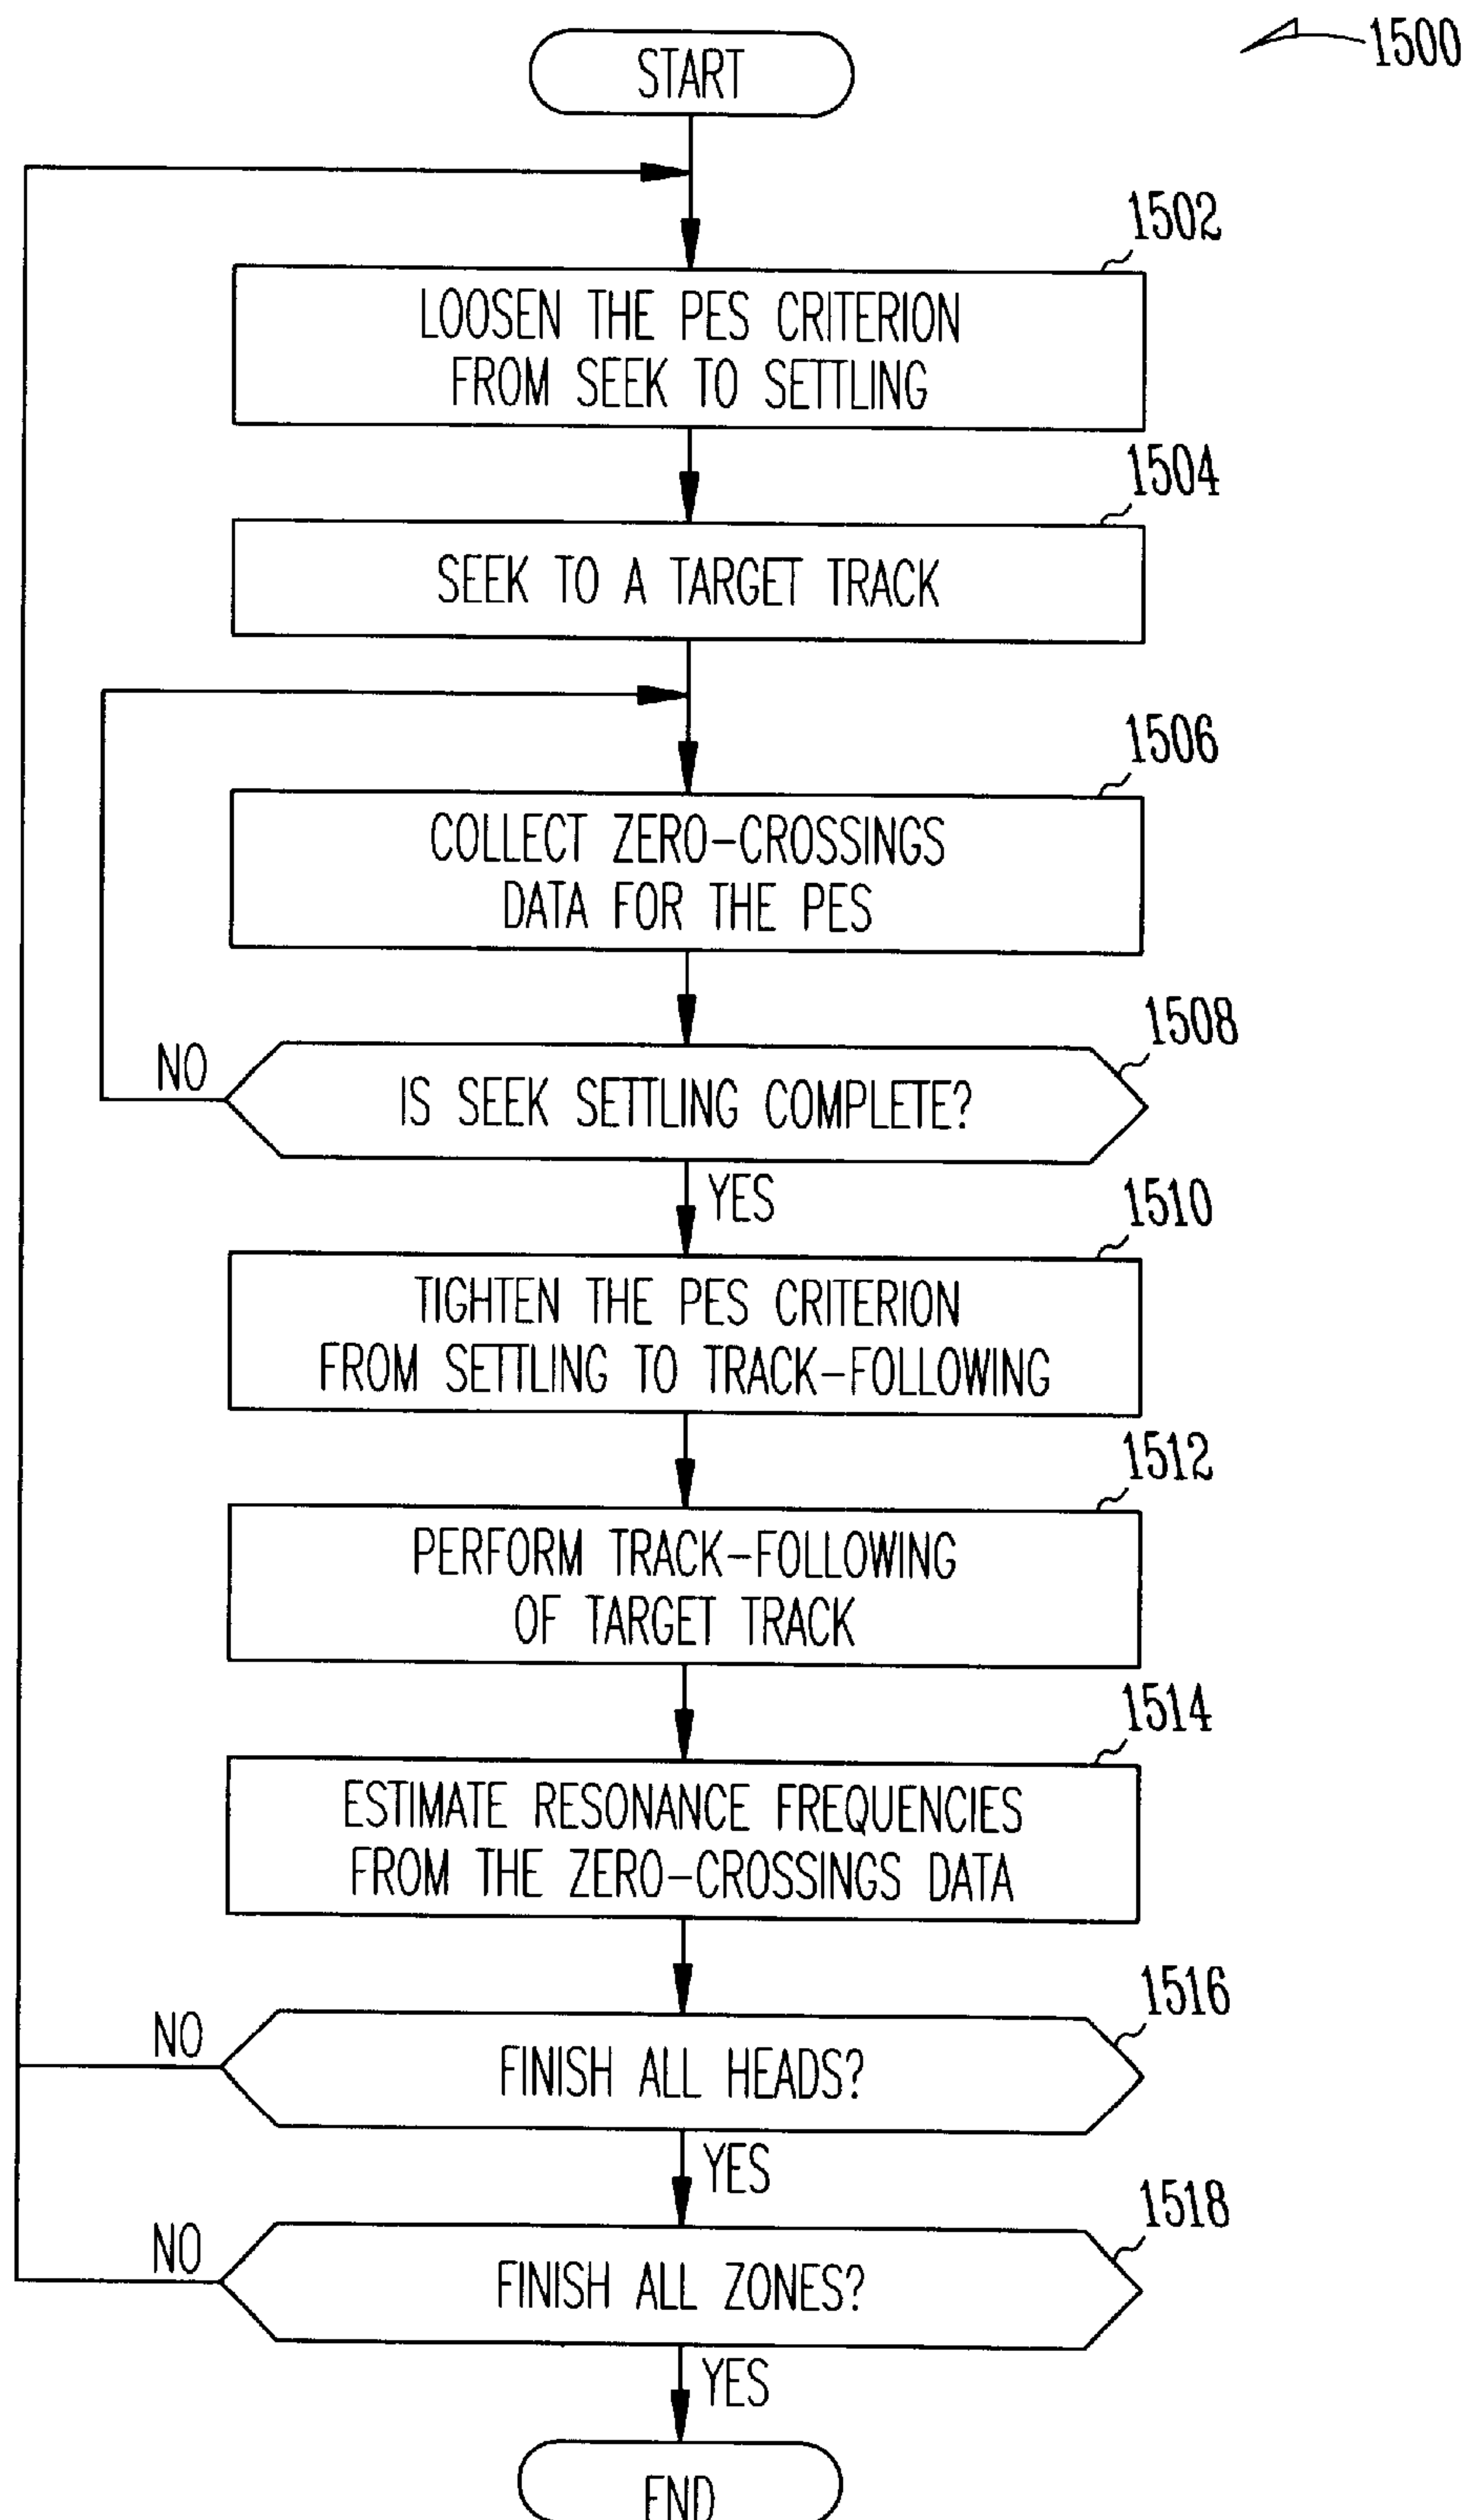 START
1500
1502
LOOSEN THE PES CRITERION
FROM SEEK TO SETTLING
1504
SEEK TO A TARGET TRACK
1506
COLLECT ZERO-CROSSINGS
DATA FOR THE PES
1508
NO
IS SEEK SETTLING COMPLETE?
YES
1510
TIGHTEN THE PES CRITERION
FROM SETTLING TO TRACK-FOLLOWING
1512
PERFORM TRACK-FOLLOWING
OF TARGET TRACK
1514
ESTIMATE RESONANCE FREQUENCIES
FROM THE ZERO-CROSSINGS DATA
1516
NO
FINISH ALL HEADS?
YES
1518
NO
FINISH ALL ZONES?
YES
END